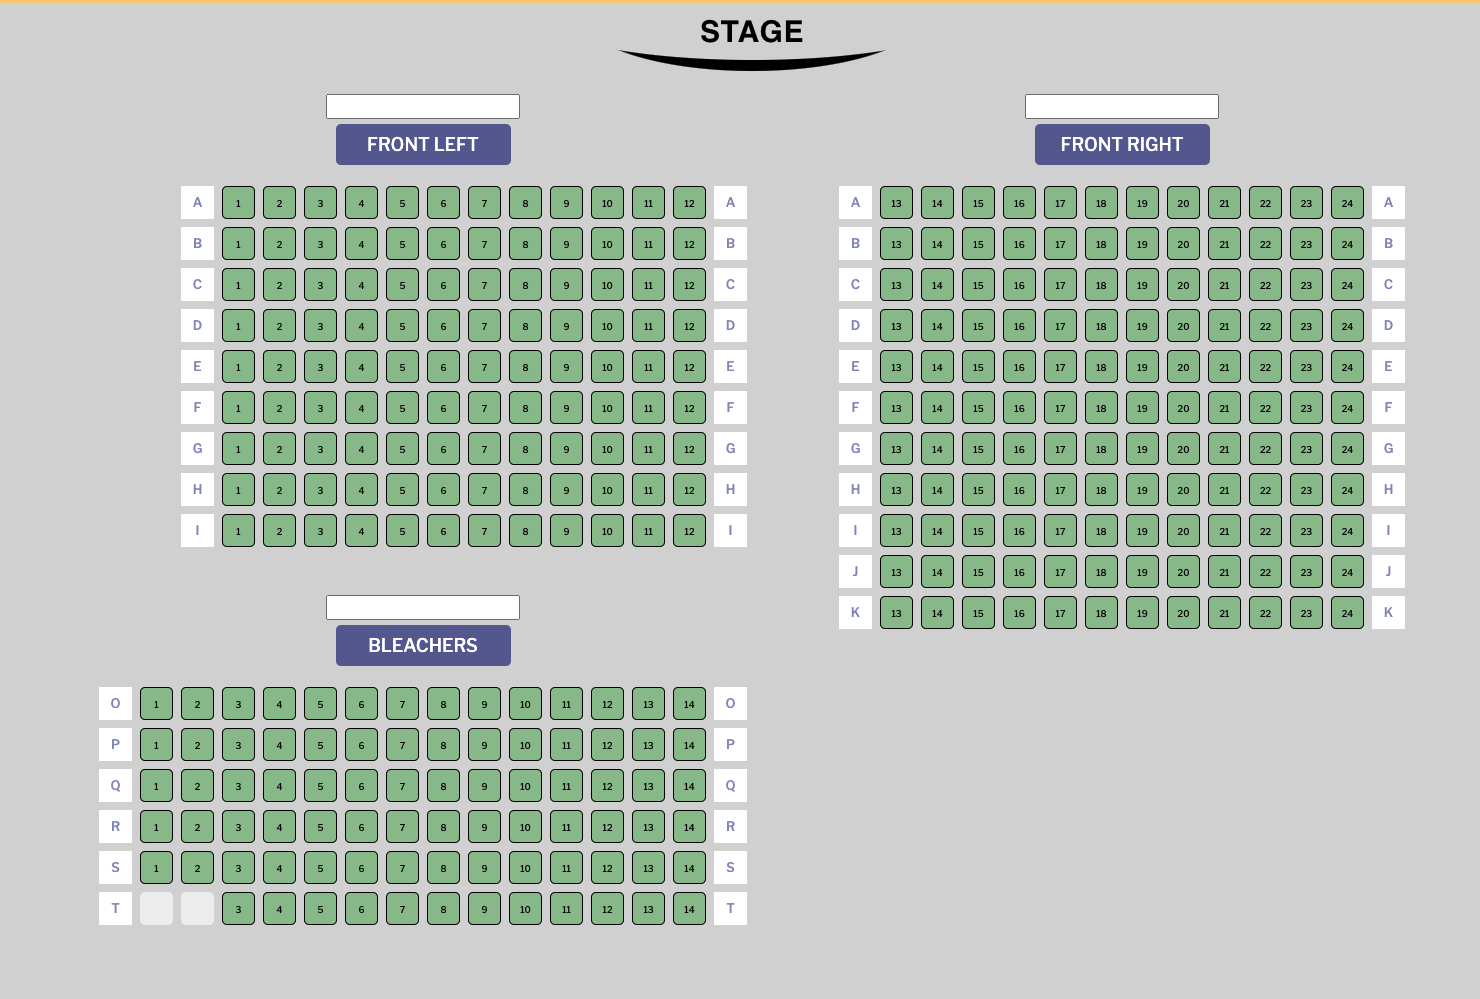 STAGE
FRONT LEFT
A 1 2 3 4 5 6 7 8 9 10 11 12 A
B 1 2 3 4 5 6 7 8 9 10 11 12 B
C 1 2 3 4 5 6 7 8 9 10 11 12 C
D 1 2 3 4 5 6 7 8 9 10 11 12 D
E 1 2 3 4 5 6 7 8 9 10 11 12 E
F 1 2 3 4 5 6 7 8 9 10 11 12 F
G 1 2 3 4 5 6 7 8 9 10 11 12 G
H 1 2 3 4 5 6 7 8 9 10 11 12 H
I 1 2 3 4 5 6 7 8 9 10 11 12 I
FRONT RIGHT
A 13 14 15 16 17 18 19 20 21 22 23 24 A
B 13 14 15 16 17 18 19 20 21 22 23 24 B
C 13 14 15 16 17 18 19 20 21 22 23 24 C
D 13 14 15 16 17 18 19 20 21 22 23 24 D
E 13 14 15 16 17 18 19 20 21 22 23 24 E
F 13 14 15 16 17 18 19 20 21 22 23 24 F
G 13 14 15 16 17 18 19 20 21 22 23 24 G
H 13 14 15 16 17 18 19 20 21 22 23 24 H
I 13 14 15 16 17 18 19 20 21 22 23 24 I
J 13 14 15 16 17 18 19 20 21 22 23 24 J
K 13 14 15 16 17 18 19 20 21 22 23 24 K
BLEACHERS
O 1 2 3 4 5 6 7 8 9 10 11 12 13 14 O
P 1 2 3 4 5 6 7 8 9 10 11 12 13 14 P
Q 1 2 3 4 5 6 7 8 9 10 11 12 13 14 Q
R 1 2 3 4 5 6 7 8 9 10 11 12 13 14 R
S 1 2 3 4 5 6 7 8 9 10 11 12 13 14 S
T 3 4 5 6 7 8 9 10 11 12 13 14 T